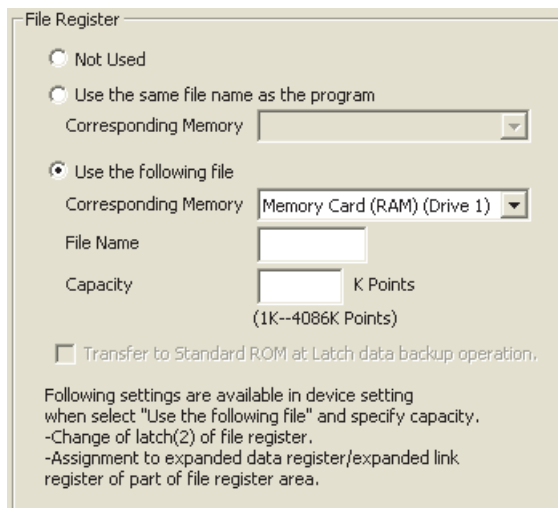 File Register
Not Used
Use the same file name as the program
Corresponding Memory
Use the following file
Corresponding Memory Memory Card (RAM) (Drive 1)
File Name
Capacity K Points
(1K--4086K Points)
Transfer to Standard ROM at Latch data backup operation.
Following settings are available in device setting
when select "Use the following file" and specify capacity.
-Change of latch(2) of file register.
-Assignment to expanded data register/expanded link
register of part of file register area.